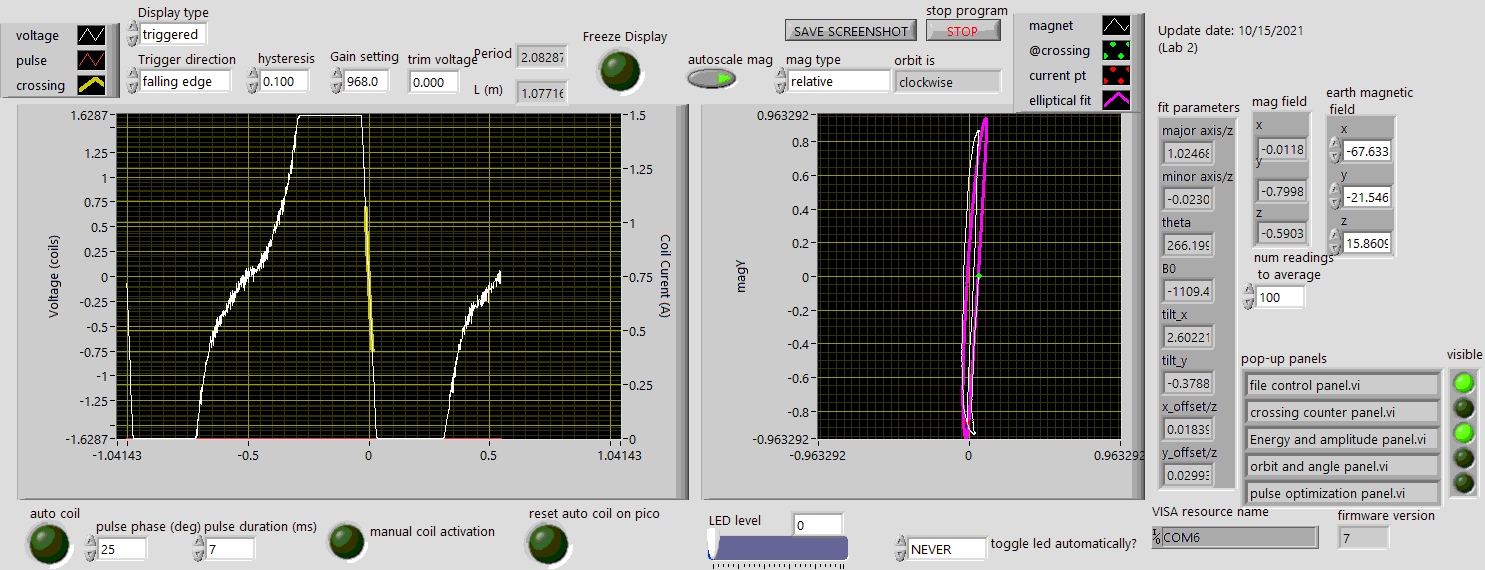 voltage
pulse
crossing
Display type
triggered
Trigger direction
falling edge
hysteresis
0.100
Gain setting
968.0
trim voltage
0.000
Period
2.08287
L (m)
1.07716
Freeze Display
SAVE SCREENSHOT
stop program
STOP
autoscale mag
mag type
relative
orbit is
clockwise
magnet
@crossing
current pt
elliptical fit
Update date: 10/15/2021
(Lab 2)
Voltage (coils)
1.6287
1.25
1
0.75
0.5
0.25
0
-0.25
-0.5
-0.75
-1
-1.25
-1.6287
-1.04143
-0.5
0
0.5
1.04143
1.5
1.25
1
0.75
0.5
0.25
0
Coil Current (A)
magY
0.963292
0.8
0.6
0.4
0.2
0
-0.2
-0.4
-0.6
-0.8
-0.963292
-0.963292
0
0.963292
fit parameters
major axis/z
1.0246
minor axis/z
-0.0230
theta
266.199
B0
-1109.4
tilt_x
2.60221
tilt_y
-0.3788
x_offset/z
0.01839
y_offset/z
0.0299
mag field
x
-0.0118
y
-0.7998
z
-0.5903
earth magnetic
field
x
-67.633
y
-21.546
z
15.8609
num readings
to average
100
pop-up panels
visible
file control panel.vi
crossing counter panel.vi
Energy and amplitude panel.vi
orbit and angle panel.vi
pulse optimization panel.vi
auto coil
pulse phase (deg)
25
pulse duration (ms)
7
manual coil activation
reset auto coil on pico
LED level
0
NEVER
toggle led automatically?
VISA resource name
COM6
firmware version
7